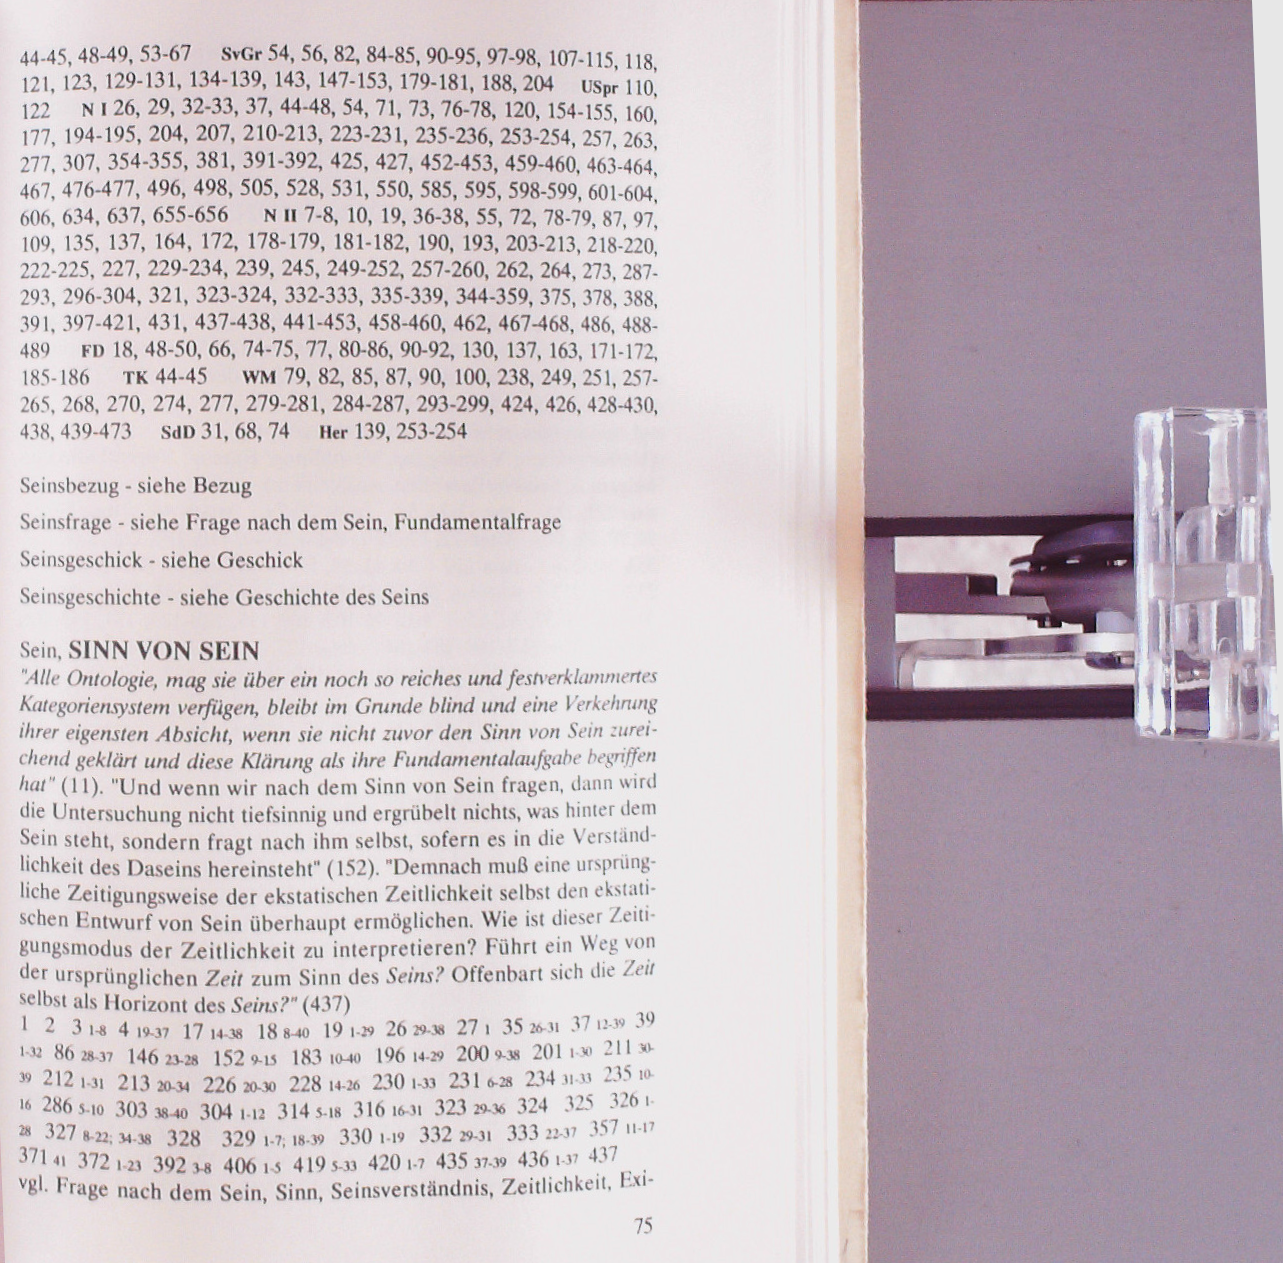 44-45, 48-49, 53-67 SvGr 54, 56, 82, 84-85, 90-95, 97-98, 107-115, 118,
121, 123, 129-131, 134-139, 143, 147-153, 179-181, 188, 204 USpr 110,
122 N I 26, 29, 32-33, 37, 44-48, 54, 71, 73, 76-78, 120, 154-155, 160,
177, 194-195, 204, 207, 210-213, 223-231, 235-236, 253-254, 257, 263,
277, 307, 354-355, 381, 391-392, 425, 427, 452-453, 459-460, 463-464,
467, 476-477, 496, 498, 505, 528, 531, 550, 585, 595, 598-599, 601-604,
606, 634, 637, 655-656 N II 7-8, 10, 19, 36-38, 55, 72, 78-79, 87, 97,
109, 135, 137, 164, 172, 178-179, 181-182, 190, 193, 203-213, 218-220,
222-225, 227, 229-234, 239, 245, 249-252, 257-260, 262, 264, 273, 287-
293, 296-304, 321, 323-324, 332-333, 335-339, 344-359, 375, 378, 388,
391, 397-421, 431, 437-438, 441-453, 458-460, 462, 467-468, 486, 488-
489 FD 18, 48-50, 66, 74-75, 77, 80-86, 90-92, 130, 137, 163, 171-172,
185-186 TK 44-45 WM 79, 82, 85, 87, 90, 100, 238, 249, 251, 257-
265, 268, 270, 274, 277, 279-281, 284-287, 293-299, 424, 426, 428-430,
438, 439-473 SdD 31, 68, 74 Her 139, 253-254
Seinsbezug - siehe Bezug
Seinsfrage - siehe Frage nach dem Sein, Fundamentalfrage
Seinsgeschick - siehe Geschick
Seinsgeschichte - siehe Geschichte des Seins
Sein, SINN VON SEIN
"Alle Ontologie, mag sie über ein noch so reiches und festverklammertes
Kategoriensystem verfügen, bleibt im Grunde blind und eine Verkehrung
ihrer eigensten Absicht, wenn sie nicht zuvor den Sinn von Sein zurei-
chend geklärt und diese Klärung als ihre Fundamentalaufgabe begriffen
hat" (11). "Und wenn wir nach dem Sinn von Sein fragen, dann wird
die Untersuchung nicht tiefsinnig und ergrübelt nichts, was hinter dem
Sein steht, sondern fragt nach ihm selbst, sofern es in die Verständ-
lichkeit des Daseins hereinsteht" (152). "Demnach muß eine ursprüng-
liche Zeitigungsweise der ekstatischen Zeitlichkeit selbst den ekstati-
schen Entwurf von Sein überhaupt ermöglichen. Wie ist dieser Zeiti-
gungsmodus der Zeitlichkeit zu interpretieren? Führt ein Weg von
der ursprünglichen Zeit zum Sinn des Seins? Offenbart sich die Zeit
selbst als Horizont des Seins?" (437)
1 2 3 1-8 4 19-37 17 14-38 18 8-40 19 1-29 26 29-38 27 1 35 26-31 37 12-39 39
1-32 86 28-37 146 23-28 152 9-15 183 10-40 196 14-29 200 9-38 201 1-30 211 30-
39 212 1-31 213 20-34 226 20-30 228 14-26 230 1-33 231 6-28 234 31-33 235 10-
16 286 5-10 303 38-40 304 1-12 314 5-18 316 16-31 323 29-36 324 325 326 1-
28 327 8-22; 34-38 328 329 1-7; 18-39 330 1-19 332 29-31 333 22-37 357 11-17
371 41 372 1-23 392 3-8 406 1-5 419 5-33 420 1-7 435 37-39 436 1-37 437
vgl. Frage nach dem Sein, Sinn, Seinsverständnis, Zeitlichkeit, Exi-
75